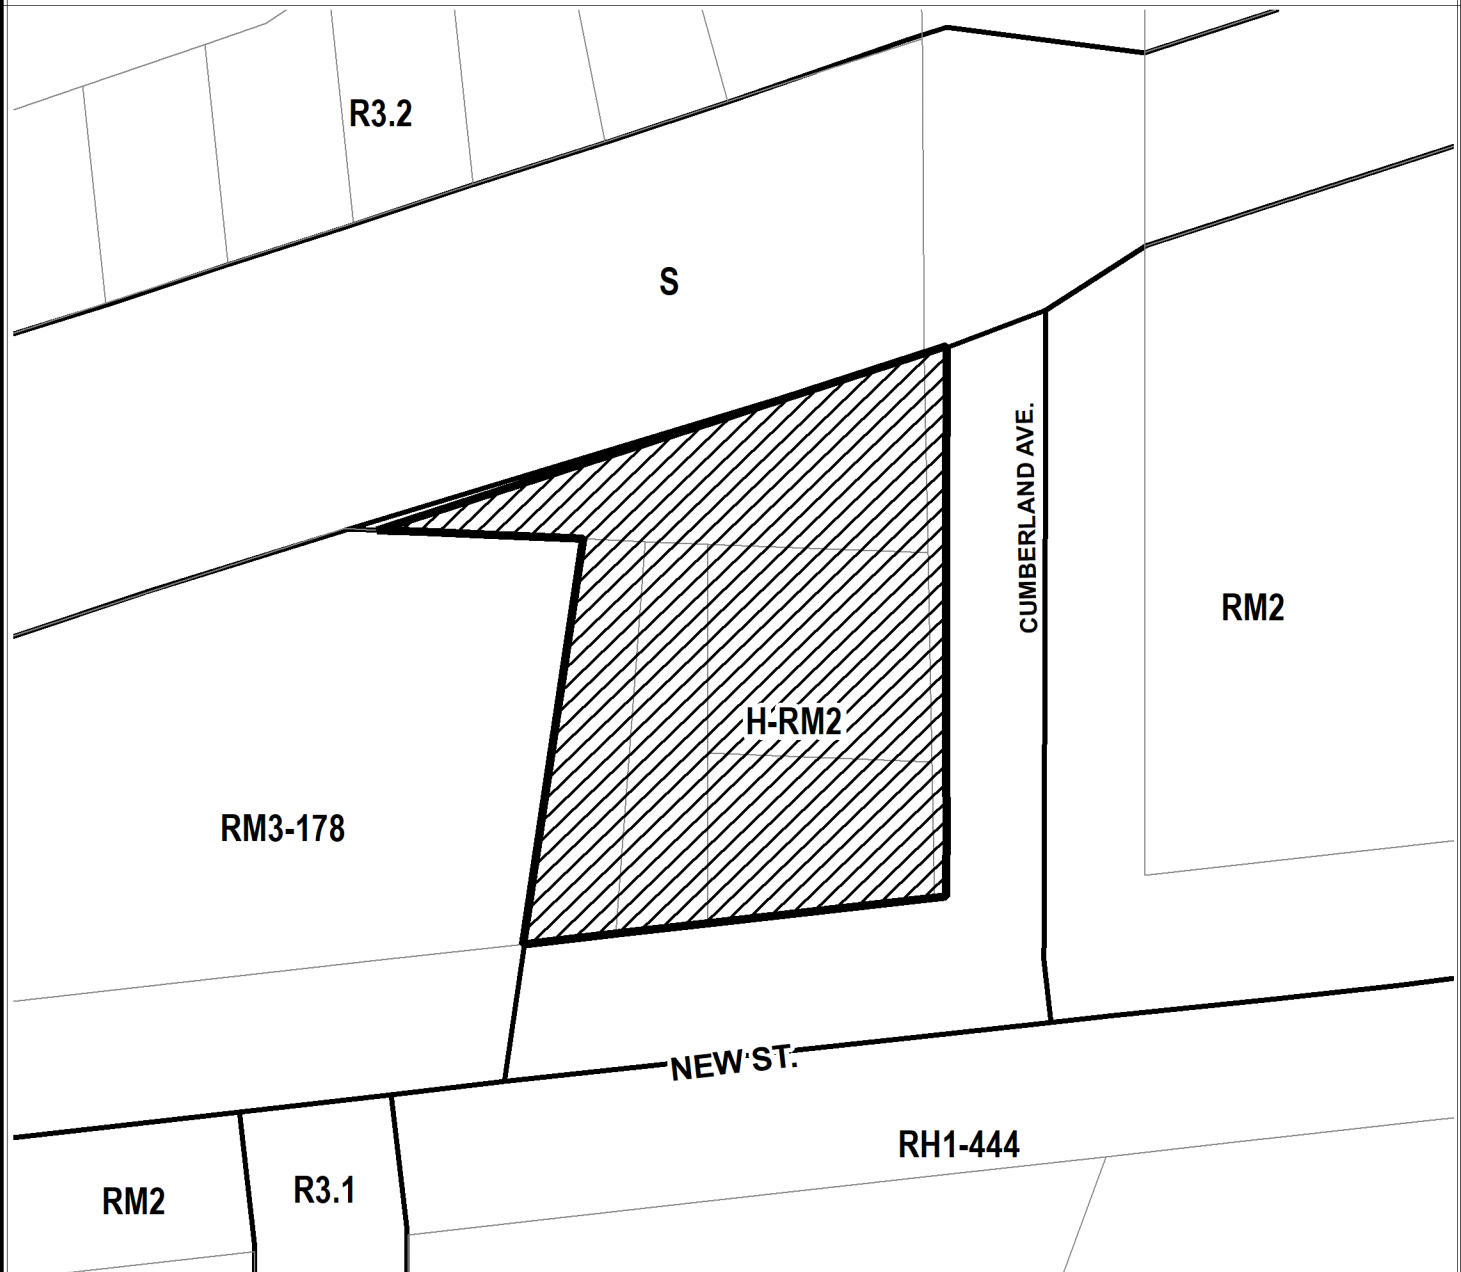 R3.2
S
CUMBERLAND AVE.
RM2
H-RM2
RM3-178
NEW ST.
RH1-444
R3.1
RM2